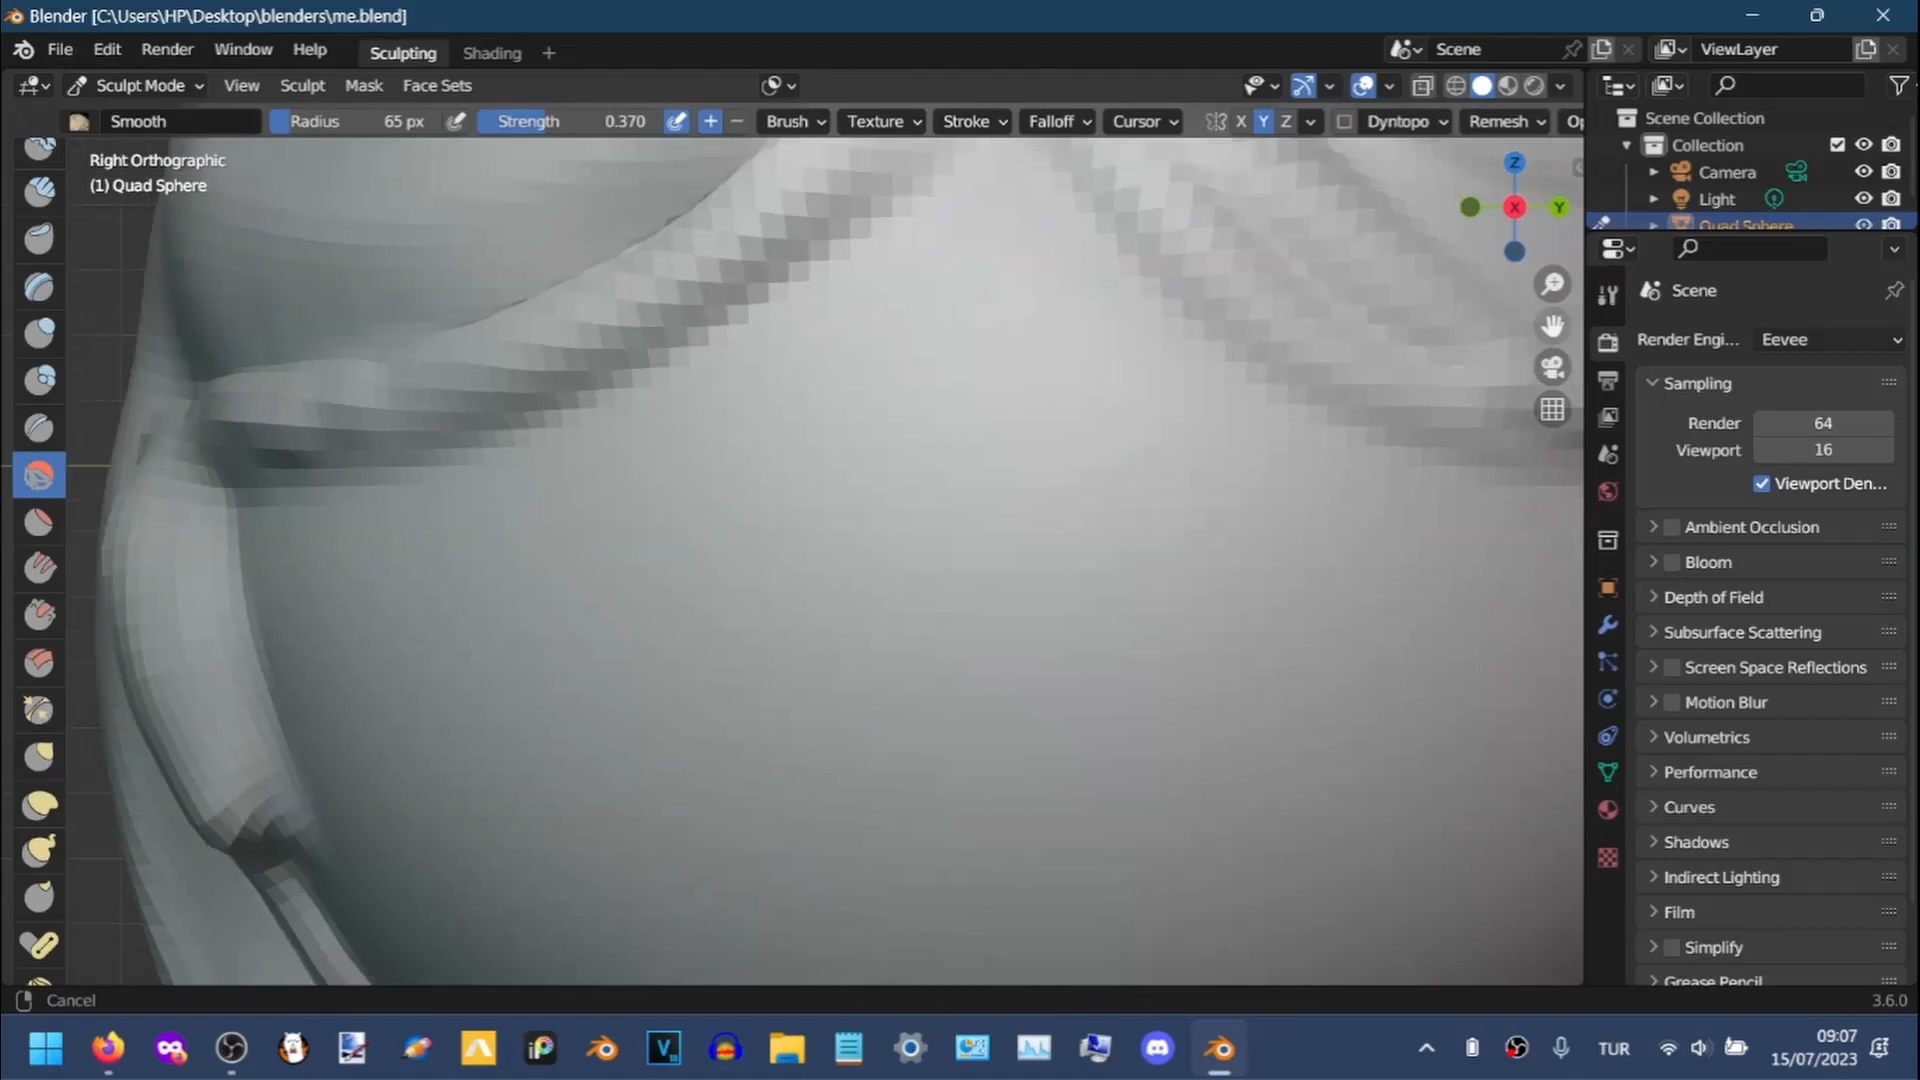 Blender [C:\Users\HP\Desktop\blenders\me.blend]
File Edit Render Window Help Sculpting Shading + Scene ViewLayer
Sculpt Mode View Sculpt Mask Face Sets
Smooth Radius 65 px Strength 0.370 Brush Texture Stroke Falloff Cursor X Y Z Dyntopo Remesh
Right Orthographic
(1) Quad Sphere
Z
X
Y
Scene Collection
Collection
Camera
Light
Quad Sphere
Scene
Render Engi... Eevee
Sampling
Render 64
Viewport 16
Viewport Den...
Ambient Occlusion
Bloom
Depth of Field
Subsurface Scattering
Screen Space Reflections
Motion Blur
Volumetrics
Performance
Curves
Shadows
Indirect Lighting
Film
Simplify
Grease Pencil
Cancel 3.6.0
TUR 09:07
15/07/2023